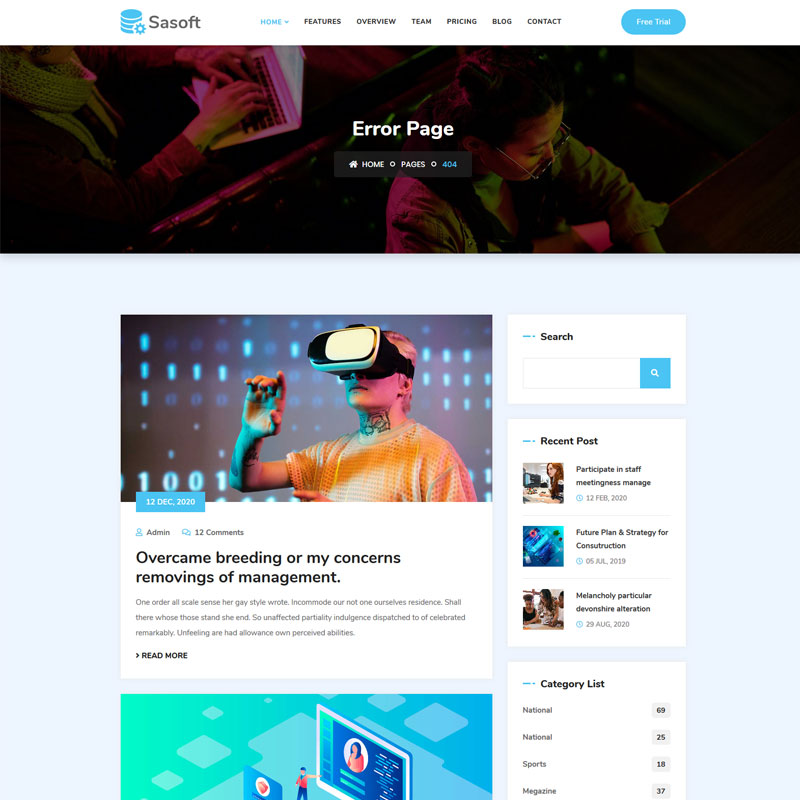 Sasoft
HOME
FEATURES
OVERVIEW
TEAM
PRICING
BLOG
CONTACT
Free Trial
Error Page
HOME
PAGES
404
12 DEC, 2020
Admin
12 Comments
Overcame breeding or my concerns
removings of management.
One order all scale sense her gay style wrote. Incommode our not one ourselves residence. Shall
there whose those stand she end. So unaffected partiality indulgence dispatched to of celebrated
remarkably. Unfeeling are had allowance own perceived abilities.
READ MORE
Search
Recent Post
Participate in staff
meetingness manage
12 FEB, 2020
Future Plan & Strategy for
Consutruction
05 JUL, 2019
Melancholy particular
devonshire alteration
29 AUG, 2020
Category List
National
69
National
25
Sports
18
Megazine
37